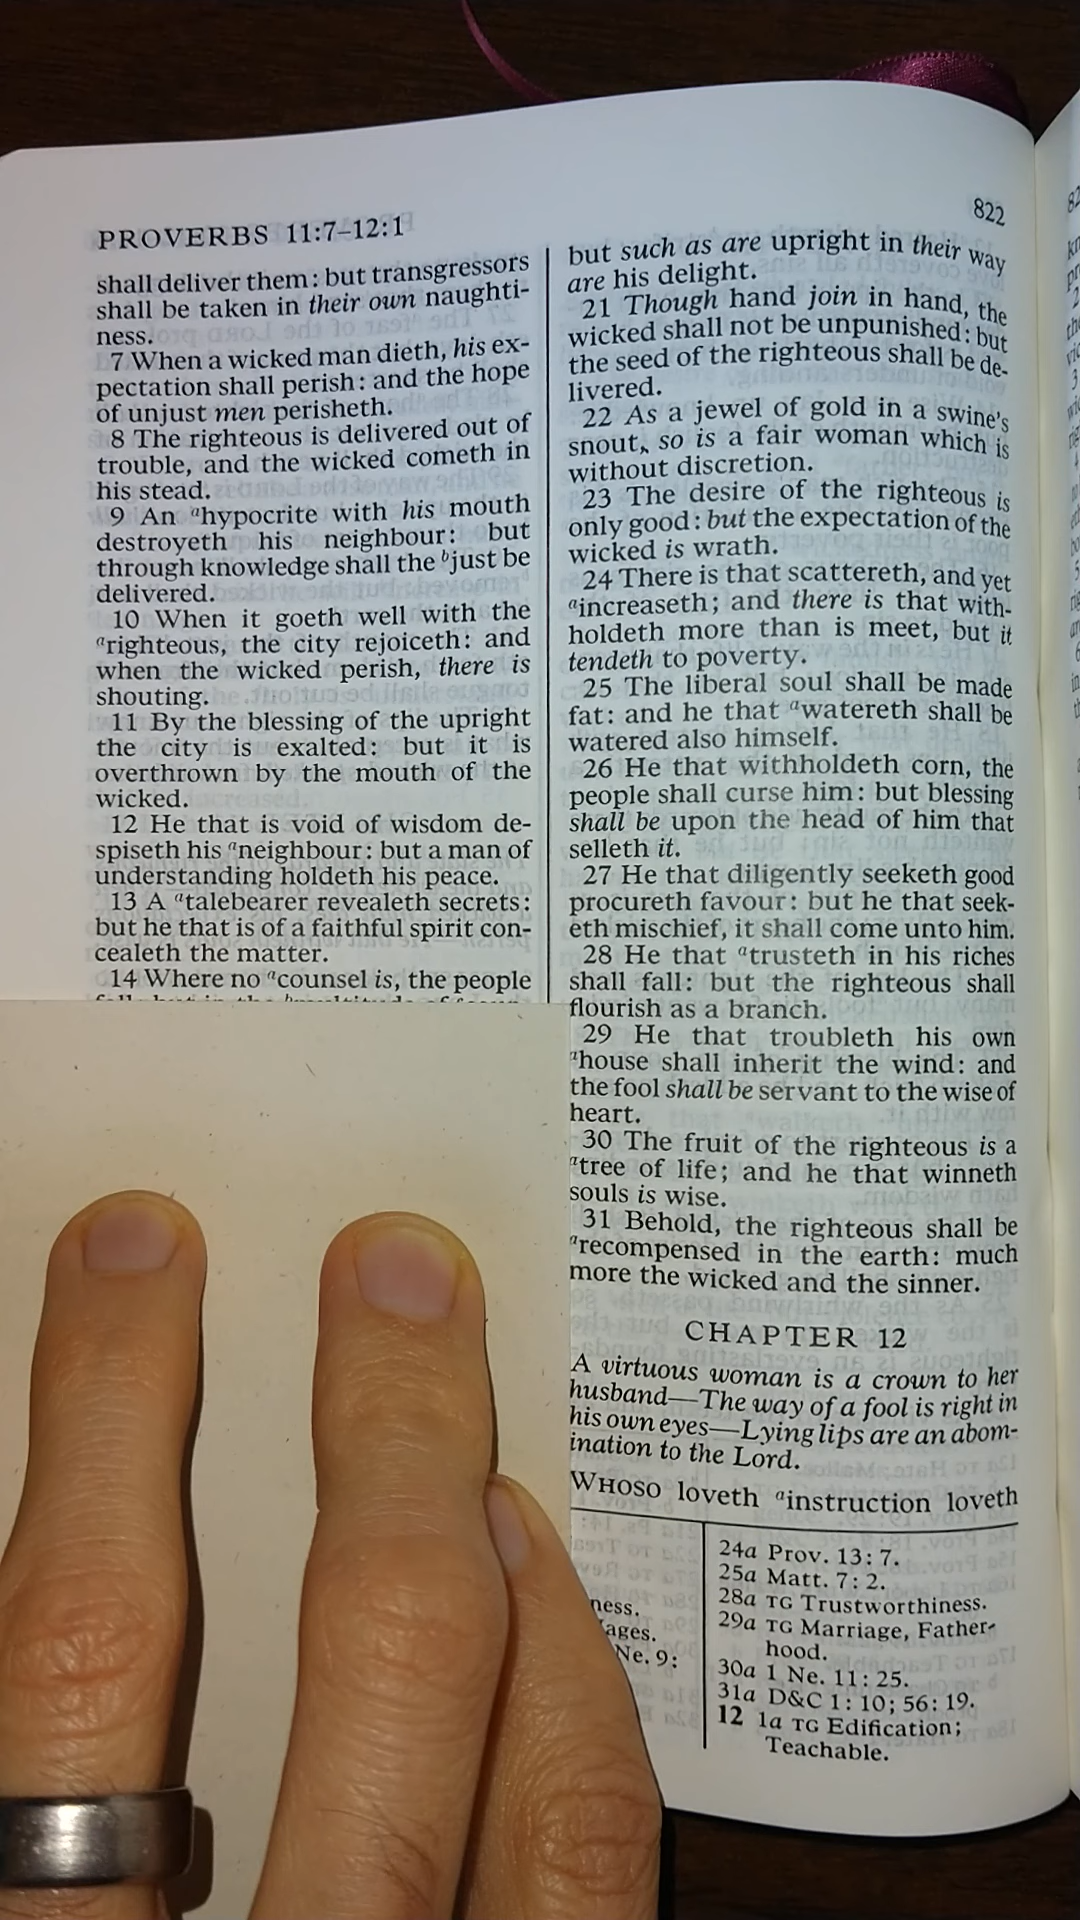 PROVERBS 11:7–12:1
822
shall deliver them: but transgressors
shall be taken in their own naughti-
ness.
7 When a wicked man dieth, his ex-
pectation shall perish: and the hope
of unjust men perisheth.
8 The righteous is delivered out of
trouble, and the wicked cometh in
his stead.
9 An ahypocrite with his mouth
destroyeth his neighbour: but
through knowledge shall the bjust be
delivered.
10 When it goeth well with the
arighteous, the city rejoiceth: and
when the wicked perish, there is
shouting.
11 By the blessing of the upright
the city is exalted: but it is
overthrown by the mouth of the
wicked.
12 He that is void of wisdom de-
spiseth his aneighbour: but a man of
understanding holdeth his peace.
13 A atalebearer revealeth secrets:
but he that is of a faithful spirit con-
cealeth the matter.
14 Where no acounsel is, the people
but such as are upright in their way
are his delight.
21 Though hand join in hand, the
wicked shall not be unpunished: but
the seed of the righteous shall be de-
livered.
22 As a jewel of gold in a swine's
snout, so is a fair woman which is
without discretion.
23 The desire of the righteous is
only good: but the expectation of the
wicked is wrath.
24 There is that scattereth, and yet
aincreaseth; and there is that with-
holdeth more than is meet, but it
tendeth to poverty.
25 The liberal soul shall be made
fat: and he that awatereth shall be
watered also himself.
26 He that withholdeth corn, the
people shall curse him: but blessing
shall be upon the head of him that
selleth it.
27 He that diligently seeketh good
procureth favour: but he that seek-
eth mischief, it shall come unto him.
28 He that atrusteth in his riches
shall fall: but the righteous shall
flourish as a branch.
29 He that troubleth his own
ahouse shall inherit the wind: and
the fool shall be servant to the wise of
heart.
30 The fruit of the righteous is a
atree of life; and he that winneth
souls is wise.
31 Behold, the righteous shall be
arecompensed in the earth: much
more the wicked and the sinner.
CHAPTER 12
A virtuous woman is a crown to her
husband—The way of a fool is right in
his own eyes—Lying lips are an abom-
ination to the Lord.
WHOSO loveth ainstruction loveth
ness.
ages.
Ne. 9:
24a Prov. 13: 7.
25a Matt. 7: 2.
28a TG Trustworthiness.
29a TG Marriage, Father-
hood.
30a 1 Ne. 11: 25.
31a D&C 1: 10; 56: 19.
12 1a TG Edification;
Teachable.